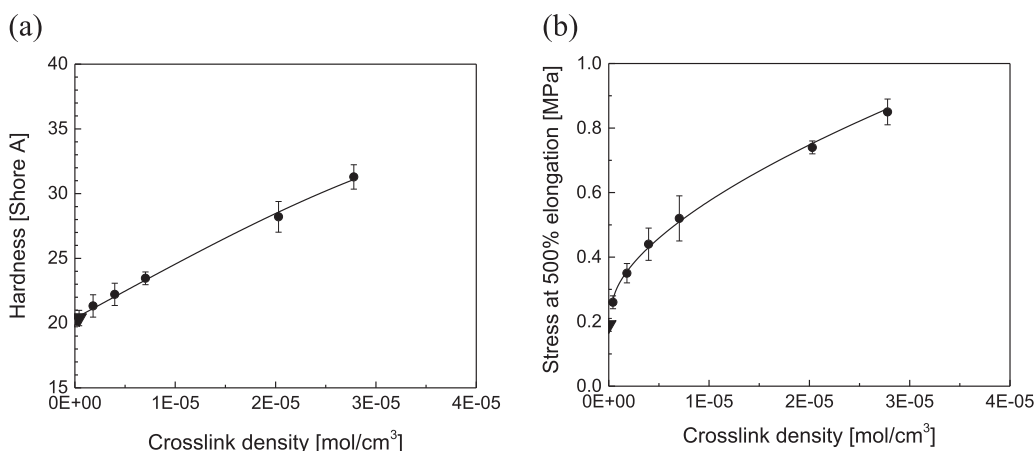 (a)
40
35
30
25
20
15
0E+00 1E-05 2E-05 3E-05 4E-05
Hardness [Shore A]
Crosslink density [mol/cm³]
(b)
1.0
0.8
0.6
0.4
0.2
0.0
0E+00 1E-05 2E-05 3E-05 4E-05
Stress at 500% elongation [MPa]
Crosslink density [mol/cm³]